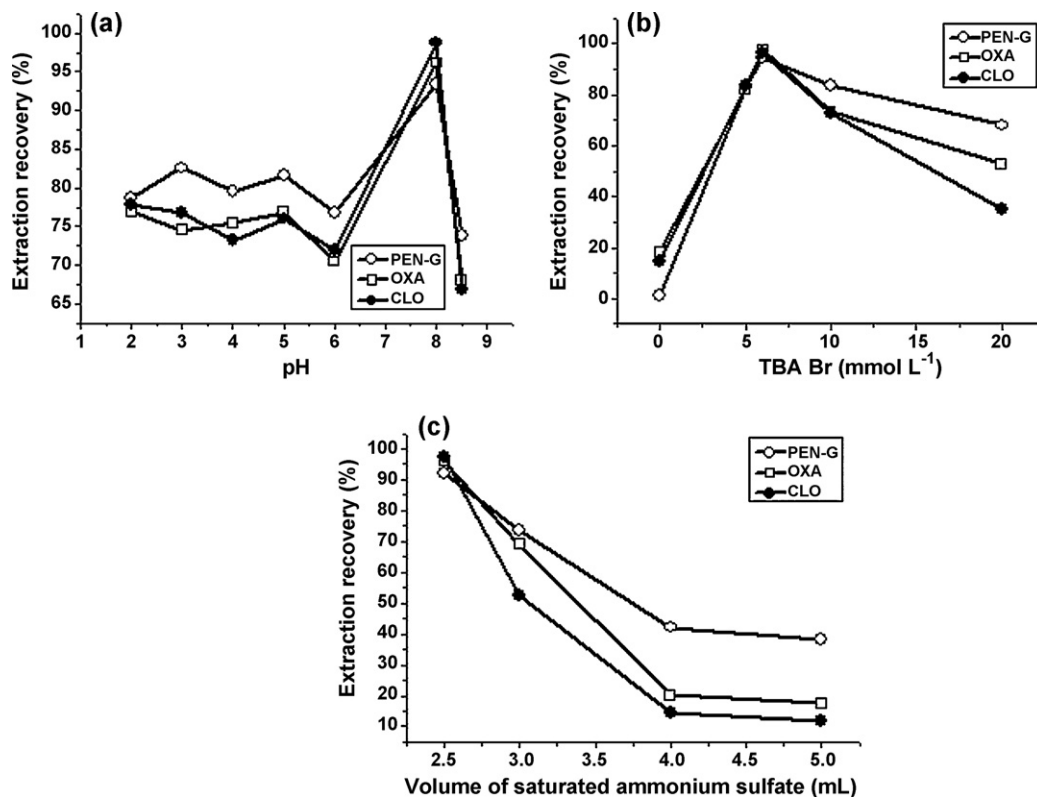 (a)
Extraction recovery (%)
100
95
90
85
80
75
70
65
PEN-G
OXA
CLO
1 2 3 4 5 6 7 8 9
pH
(b)
Extraction recovery (%)
100
80
60
40
20
0
PEN-G
OXA
CLO
0 5 10 15 20
TBA Br (mmol L⁻¹)
(c)
Extraction recovery (%)
100
90
80
70
60
50
40
30
20
10
PEN-G
OXA
CLO
2.5 3.0 3.5 4.0 4.5 5.0
Volume of saturated ammonium sulfate (mL)